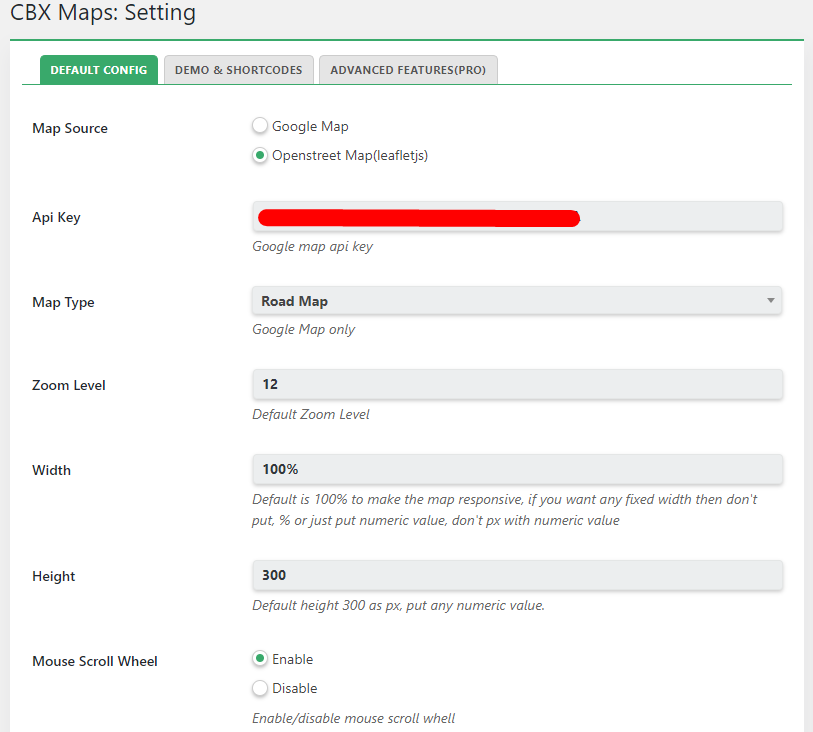 CBX Maps: Setting
DEFAULT CONFIG
DEMO & SHORTCODES
ADVANCED FEATURES(PRO)
Map Source
Google Map
Openstreet Map(leafletjs)
Api Key
Google map api key
Map Type
Road Map
Google Map only
Zoom Level
12
Default Zoom Level
Width
100%
Default is 100% to make the map responsive, if you want any fixed width then don't
put, % or just put numeric value, don't px with numeric value
Height
300
Default height 300 as px, put any numeric value.
Mouse Scroll Wheel
Enable
Disable
Enable/disable mouse scroll whell